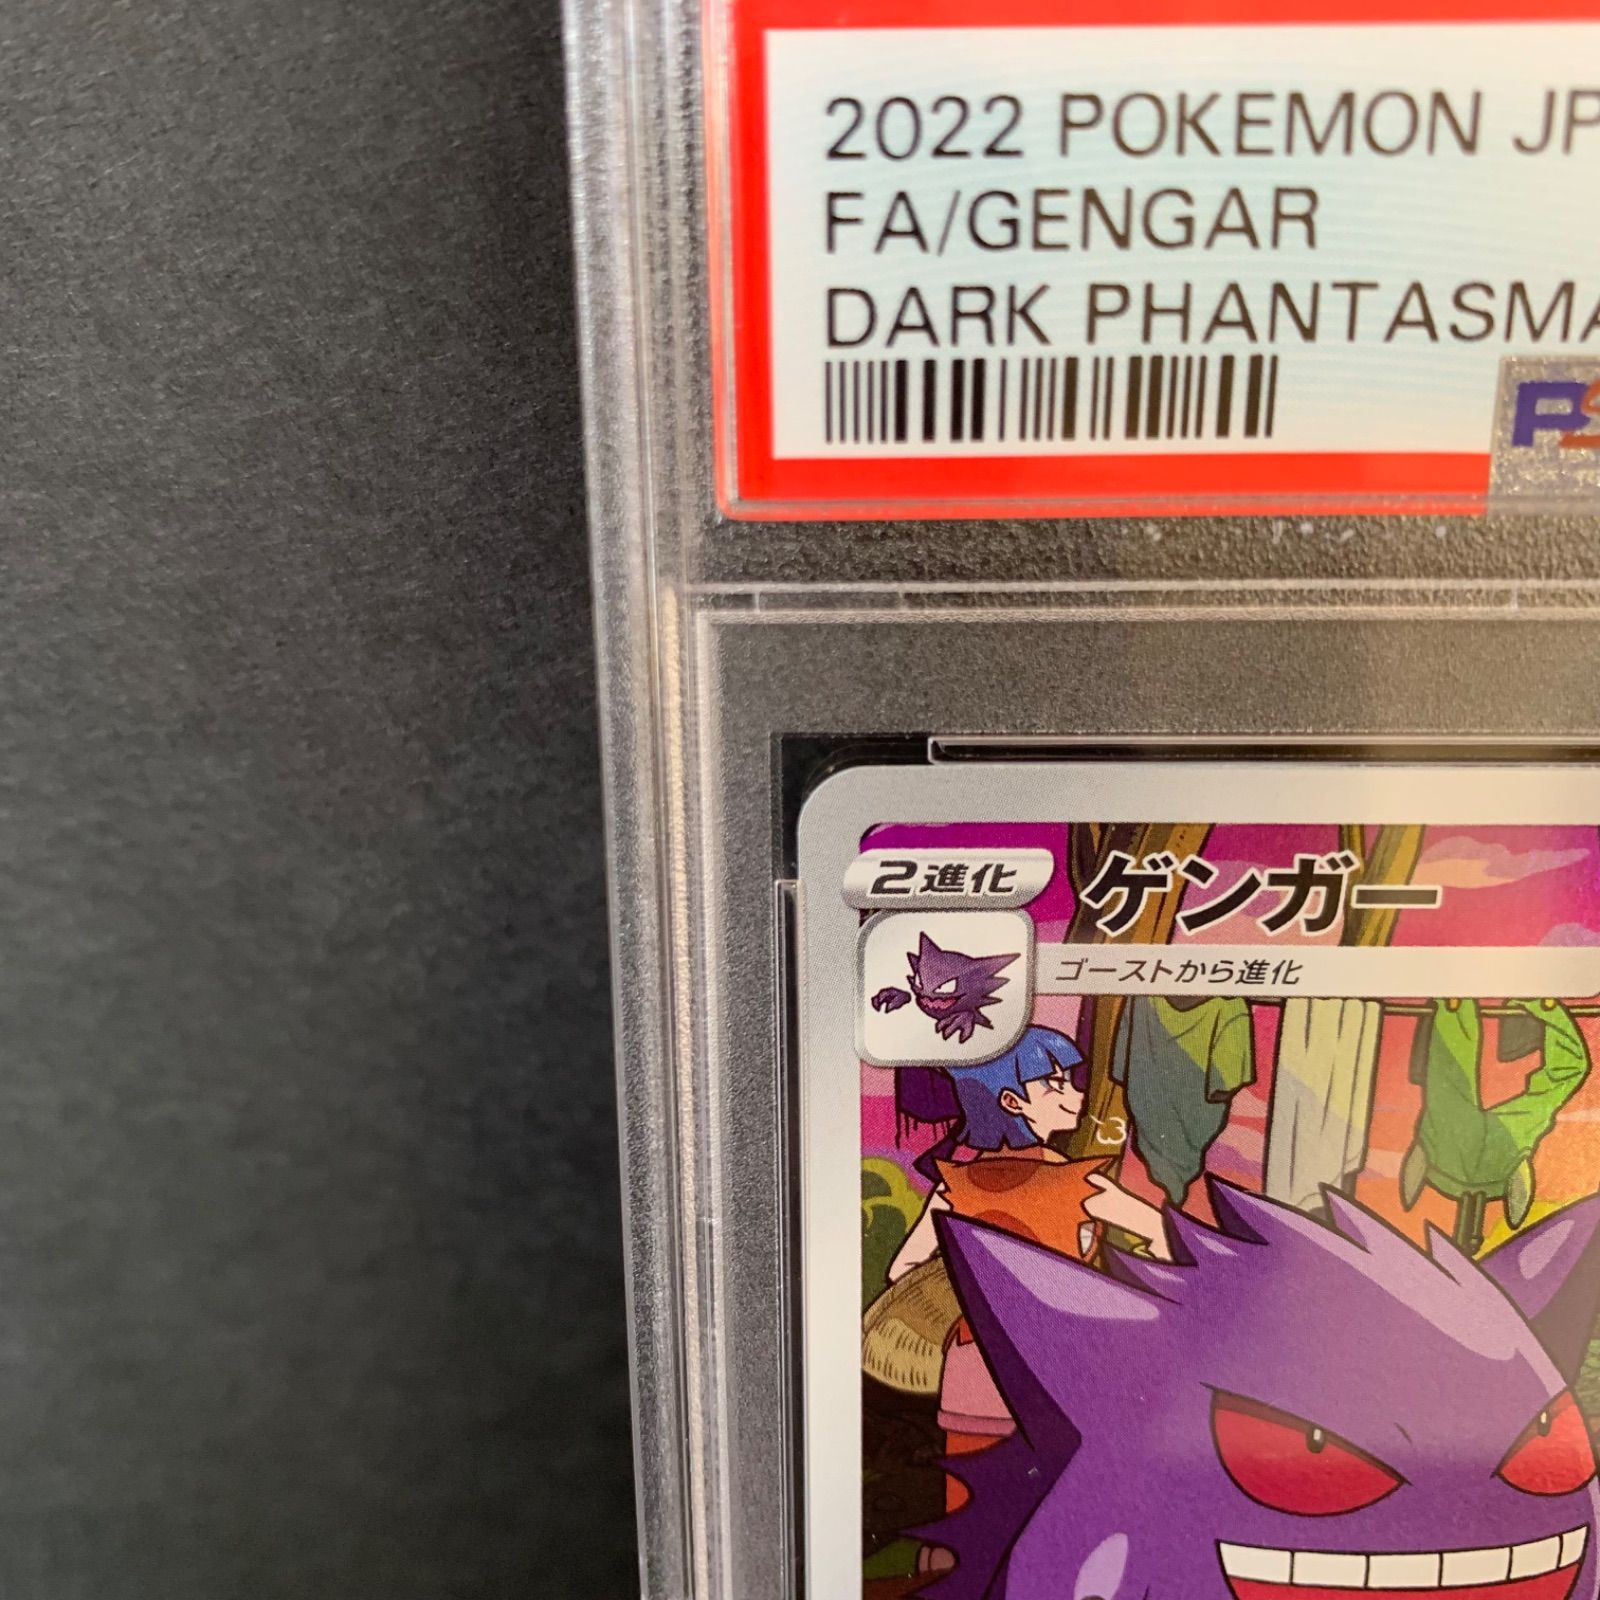 2022 POKEMON JP
FA/GENGAR
DARK PHANTASMA
PS
2進化
ゲンガー
ゴーストから進化